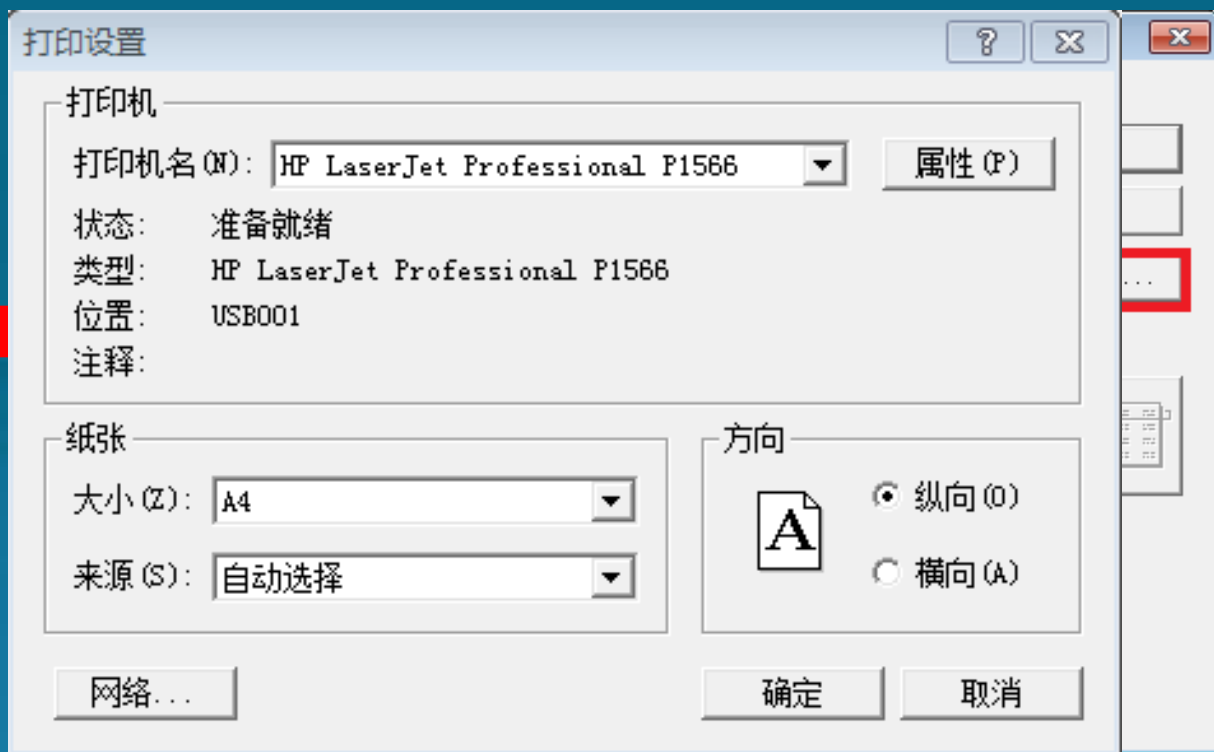 打印设置
打印机
打印机名(N): HP LaserJet Professional P1566 属性(P)
状态: 准备就绪
类型: HP LaserJet Professional P1566
位置: USB001
注释:
...
纸张
大小(Z): A4
来源(S): 自动选择
方向
A
纵向(O)
横向(A)
网络... 确定 取消